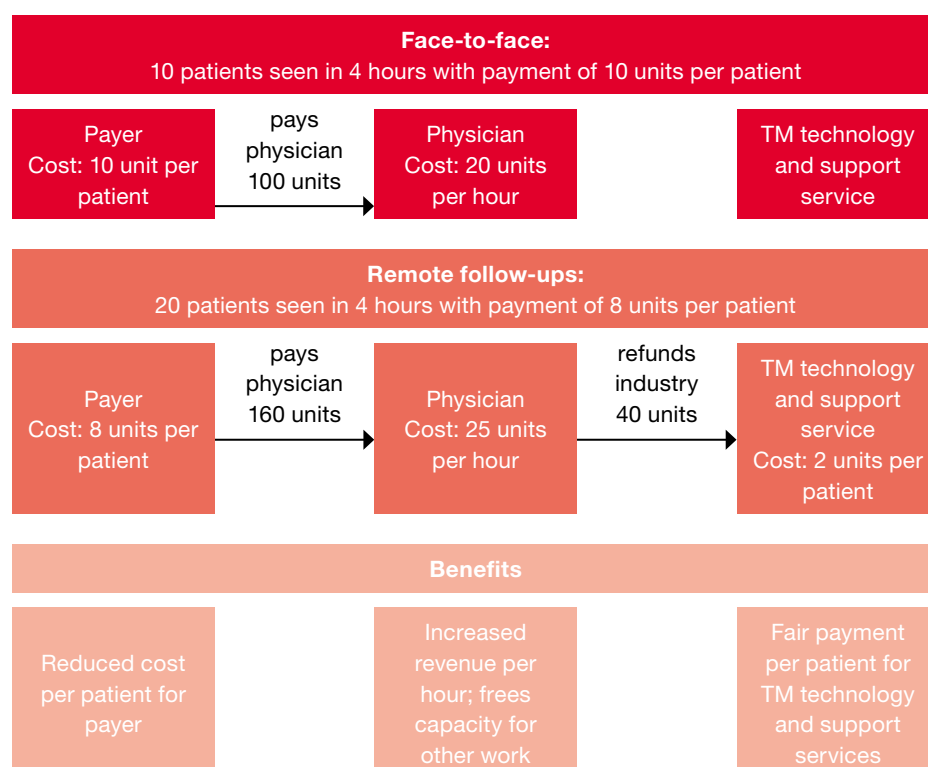 Face-to-face:
10 patients seen in 4 hours with payment of 10 units per patient
Payer
Cost: 10 unit per
patient
pays
physician
100 units
Physician
Cost: 20 units
per hour
TM technology
and support
service
Remote follow-ups:
20 patients seen in 4 hours with payment of 8 units per patient
Payer
Cost: 8 units per
patient
pays
physician
160 units
Physician
Cost: 25 units
per hour
refunds
industry
40 units
TM technology
and support
service
Cost: 2 units per
patient
Benefits
Reduced cost
per patient for
payer
Increased
revenue per
hour; frees
capacity for
other work
Fair payment
per patient for
TM technology
and support
services